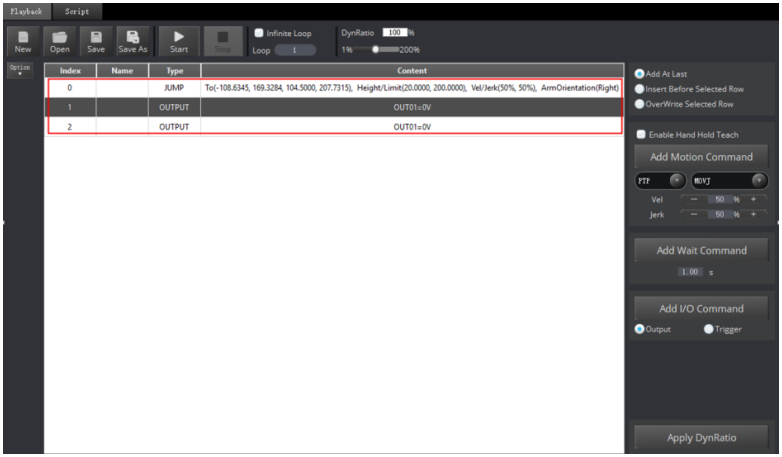 Playback Script
New Open Save Save As Start Stop
Infinite Loop
Loop 1
DynRatio 100 %
1% 200%
Option
Index Name Type Content
0 JUMP To(-108.6345, 169.3284, 104.5000, 207.7315), Height/Limit(20.0000, 200.0000), Vel/Jerk(50%, 50%), ArmOrientation(Right)
1 OUTPUT OUT01=0V
2 OUTPUT OUT01=0V
Add At Last
Insert Before Selected Row
OverWrite Selected Row
Enable Hand Hold Teach
Add Motion Command
PTP MOVJ
Vel − 50 % +
Jerk − 50 % +
Add Wait Command
1.00 s
Add I/O Command
Output Trigger
Apply DynRatio